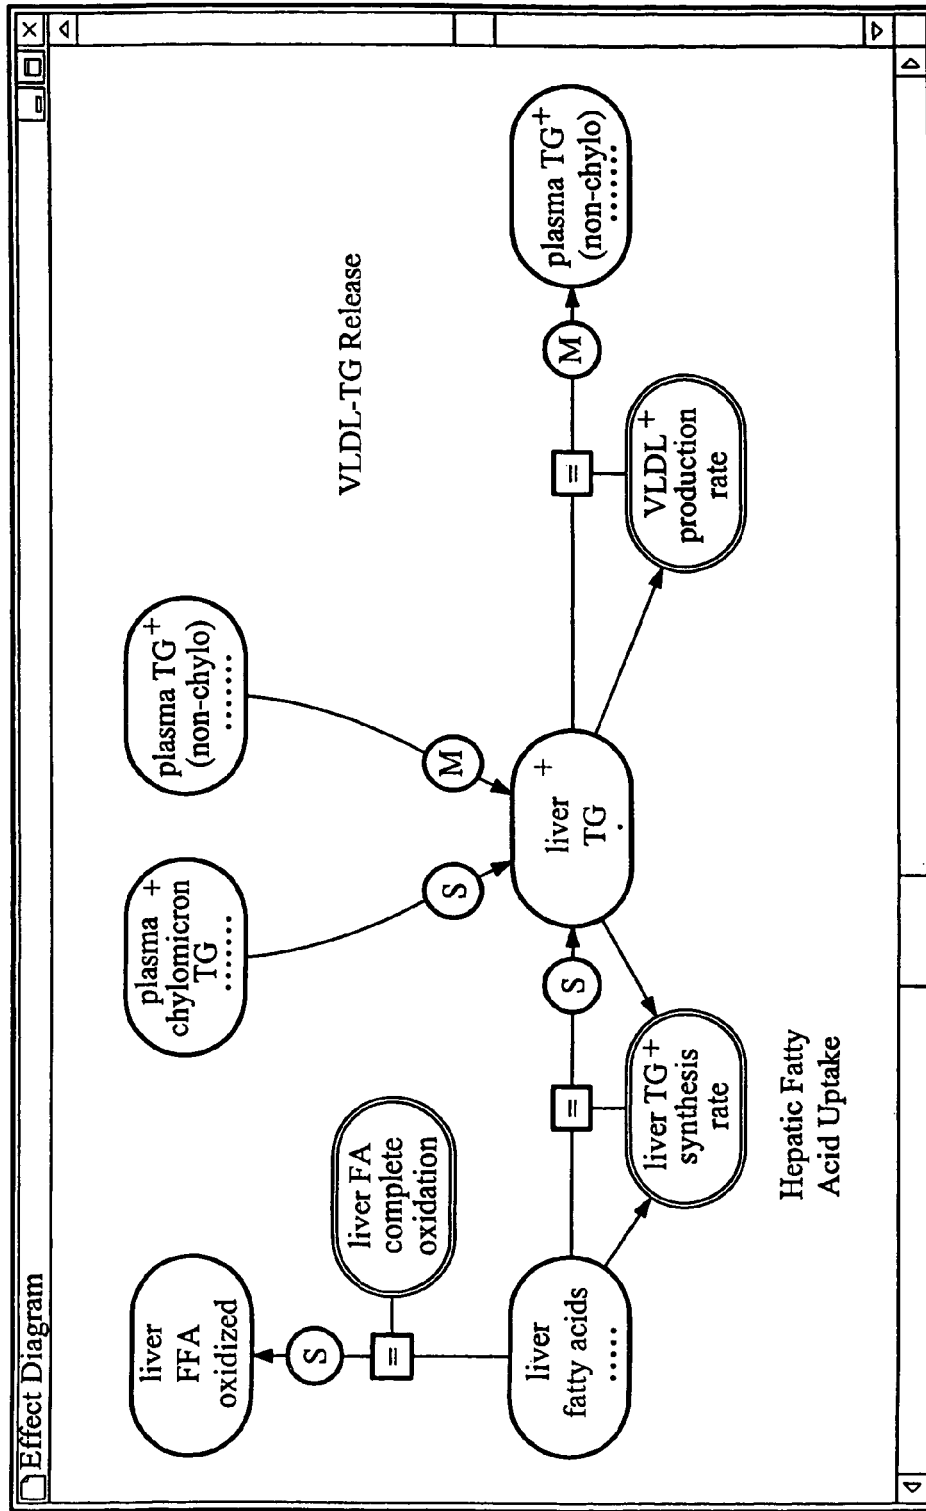 Effect Diagram
liver
FFA
oxidized
plasma +
chylomicron
TG
.......
plasma TG+
(non-chylo)
.......
S
=
liver FA
complete
oxidation
S
M
VLDL-TG Release
liver
fatty acids
.....
=
S
liver +
TG
.
=
M
plasma TG+
(non-chylo)
.......
liver TG+
synthesis
rate
VLDL+
production
rate
Hepatic Fatty
Acid Uptake